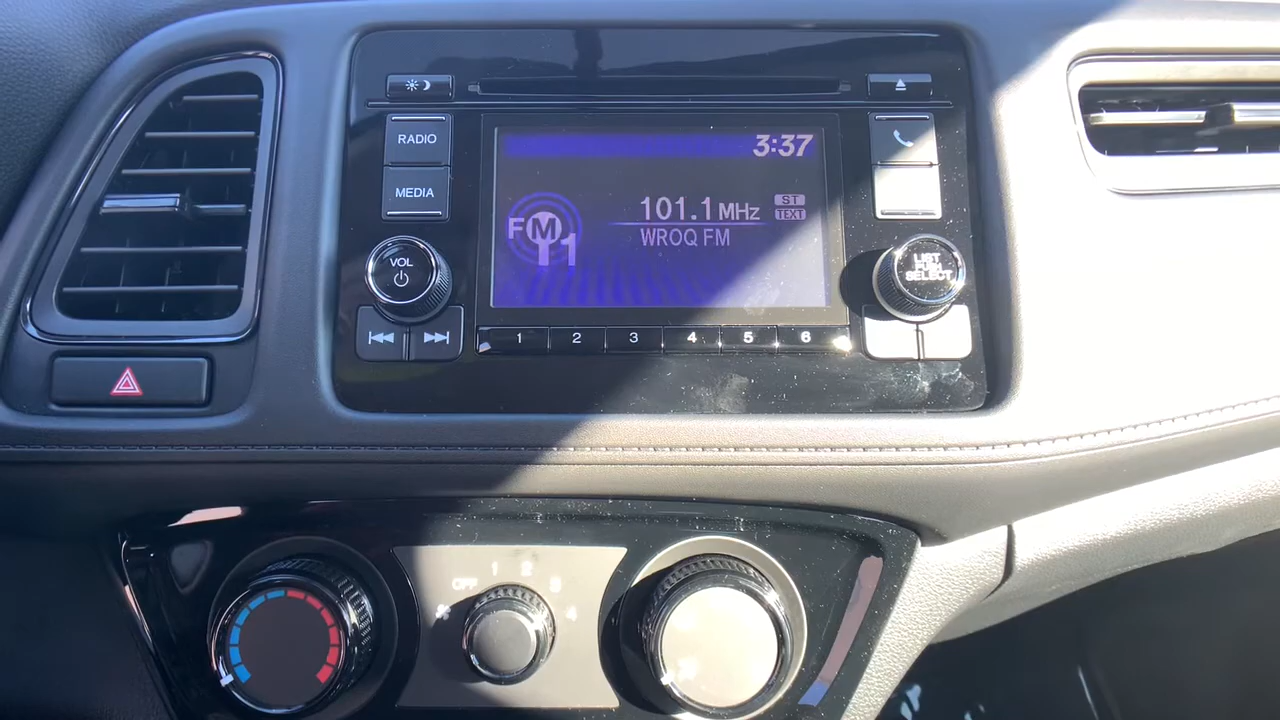 RADIO
MEDIA
VOL
3:37
FM1
101.1 MHz
ST
TEXT
WROQ FM
LIST
PUSH
SELECT
1 2 3 4 5 6
OFF 1 2 3 4